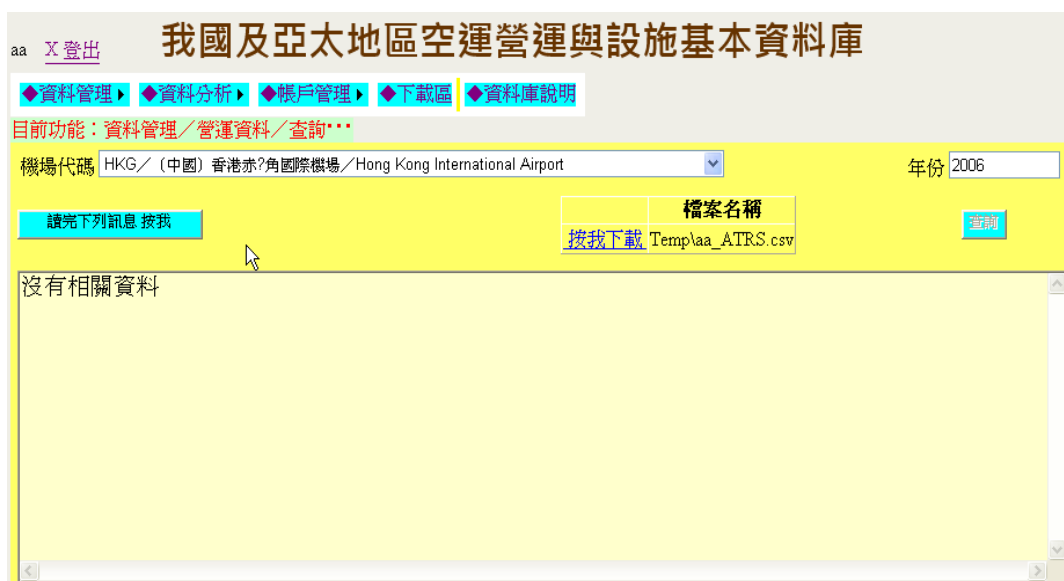 aa X 登出 我國及亞太地區空運營運與設施基本資料庫
◆資料管理▶ ◆資料分析▶ ◆帳戶管理▶ ◆下載區 ◆資料庫說明
目前功能：資料管理／營運資料／查詢‧‧‧
機場代碼 HKG／（中國）香港赤?角國際機場／Hong Kong International Airport 年份 2006
讀完下列訊息 按我 檔案名稱 查詢
按我下載 Temp\aa_ATRS.csv
沒有相關資料